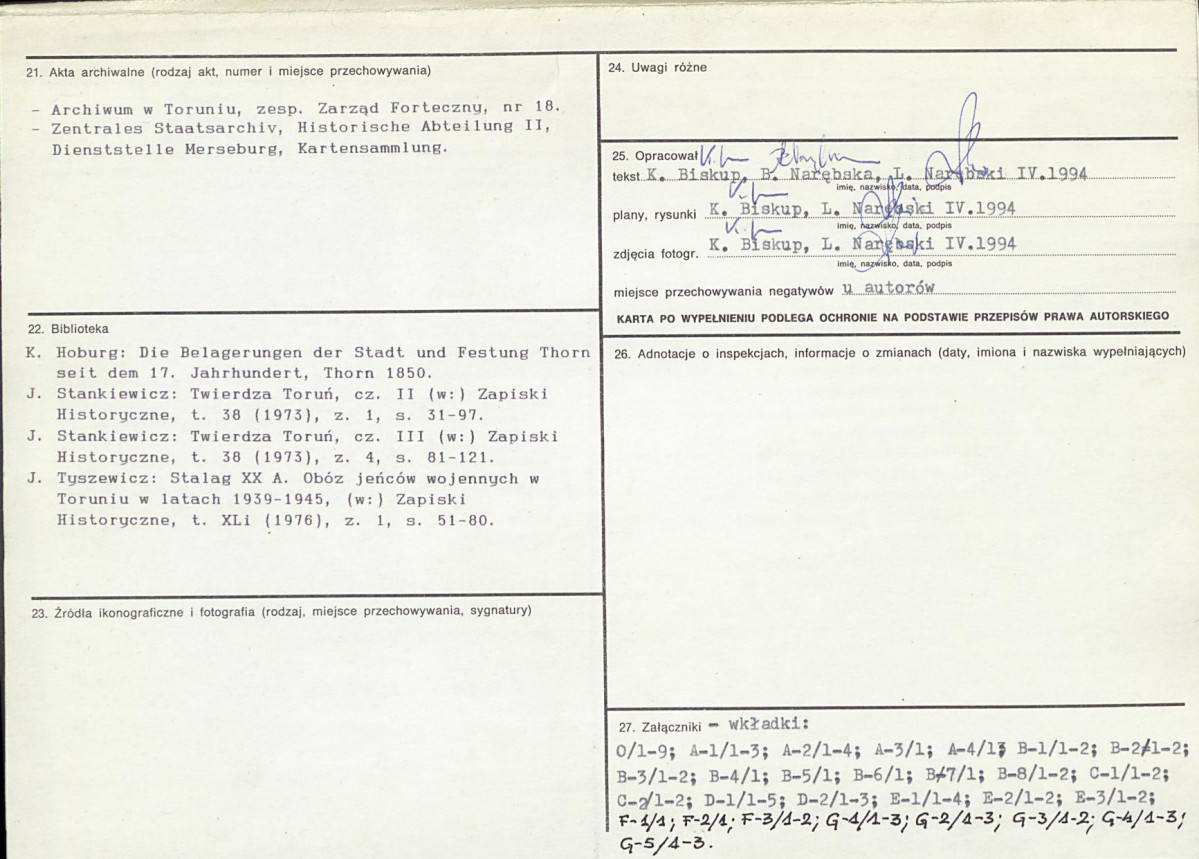 21. Akta archiwalne (rodzaj akt, numer i miejsce przechowywania)
- Archiwum w Toruniu, zesp. Zarząd Forteczny, nr 18.
- Zentrales Staatsarchiv, Historische Abteilung II,
Dienststelle Merseburg, Kartensammlung.
22. Biblioteka
K. Hoburg: Die Belagerungen der Stadt und Festung Thorn
seit dem 17. Jahrhundert, Thorn 1850.
J. Stankiewicz: Twierdza Toruń, cz. II (w:) Zapiski
Historyczne, t. 38 (1973), z. 1, s. 31-97.
J. Stankiewicz: Twierdza Toruń, cz. III (w:) Zapiski
Historyczne, t. 38 (1973), z. 4, s. 81-121.
J. Tyszewicz: Stalag XX A. Obóz jeńców wojennych w
Toruniu w latach 1939-1945, (w:) Zapiski
Historyczne, t. XLi (1976), z. 1, s. 51-80.
23. Źródła ikonograficzne i fotografia (rodzaj, miejsce przechowywania, sygnatury)
24. Uwagi różne
25. Opracował
tekst K. Biskup, B. Narębska, L. Narębski IV.1994
imię, nazwisko, data, podpis
plany, rysunki K. Biskup, L. Narębski IV.1994
imię, nazwisko, data, podpis
zdjęcia fotogr. K. Biskup, L. Narębski IV.1994
imię, nazwisko, data, podpis
miejsce przechowywania negatywów u autorów
KARTA PO WYPEŁNIENIU PODLEGA OCHRONIE NA PODSTAWIE PRZEPISÓW PRAWA AUTORSKIEGO
26. Adnotacje o inspekcjach, informacje o zmianach (daty, imiona i nazwiska wypełniających)
27. Załączniki - wkładki:
O/1-9; A-1/1-3; A-2/1-4; A-3/1; A-4/1; B-1/1-2; B-2/1-2;
B-3/1-2; B-4/1; B-5/1; B-6/1; B-7/1; B-8/1-2; C-1/1-2;
C-2/1-2; D-1/1-5; D-2/1-3; E-1/1-4; E-2/1-2; E-3/1-2;
F-1/1; F-2/1; F-3/1-2; G-1/1-3; G-2/1-3; G-3/1-2; G-4/1-3;
G-5/1-3.